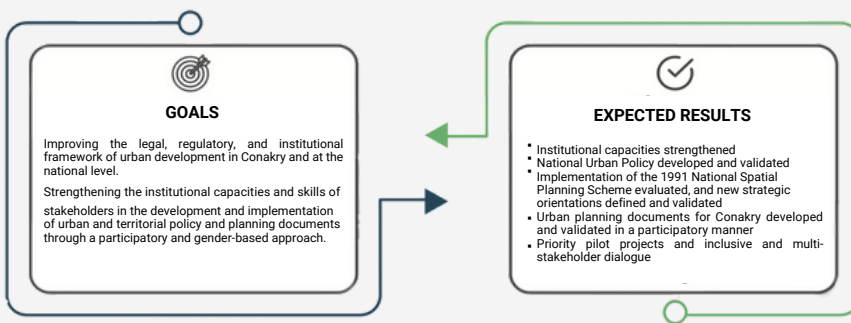 GOALS
Improving the legal, regulatory, and institutional
framework of urban development in Conakry and at the
national level.
Strengthening the institutional capacities and skills of
stakeholders in the development and implementation
of urban and territorial policy and planning documents
through a participatory and gender-based approach.
EXPECTED RESULTS
▪ Institutional capacities strengthened
▪ National Urban Policy developed and validated
▪ Implementation of the 1991 National Spatial
Planning Scheme evaluated, and new strategic
orientations defined and validated
▪ Urban planning documents for Conakry developed
and validated in a participatory manner
▪ Priority pilot projects and inclusive and multi-
stakeholder dialogue